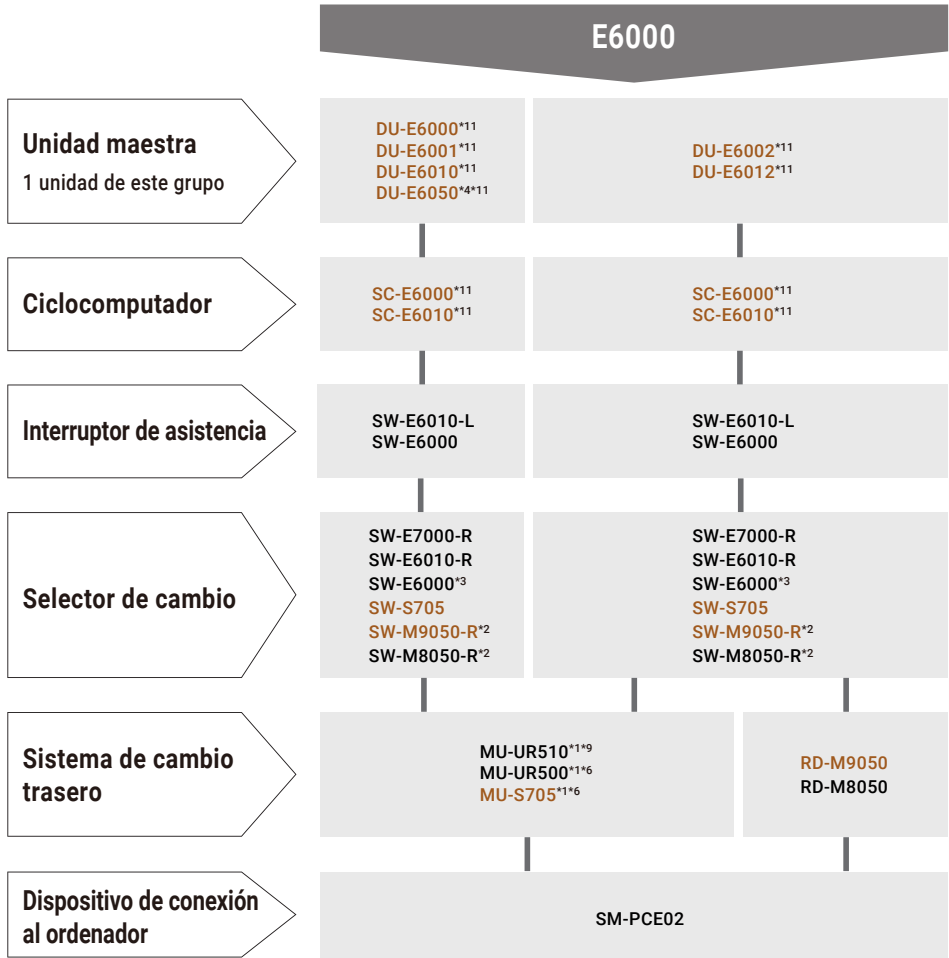 E6000
Unidad maestra
1 unidad de este grupo
DU-E6000*11
DU-E6001*11
DU-E6010*11
DU-E6050*4*11
DU-E6002*11
DU-E6012*11
Ciclocomputador
SC-E6000*11
SC-E6010*11
SC-E6000*11
SC-E6010*11
Interruptor de asistencia
SW-E6010-L
SW-E6000
SW-E6010-L
SW-E6000
Selector de cambio
SW-E7000-R
SW-E6010-R
SW-E6000*3
SW-S705
SW-M9050-R*2
SW-M8050-R*2
SW-E7000-R
SW-E6010-R
SW-E6000*3
SW-S705
SW-M9050-R*2
SW-M8050-R*2
Sistema de cambio
trasero
MU-UR510*1*9
MU-UR500*1*6
MU-S705*1*6
RD-M9050
RD-M8050
Dispositivo de conexión
al ordenador
SM-PCE02